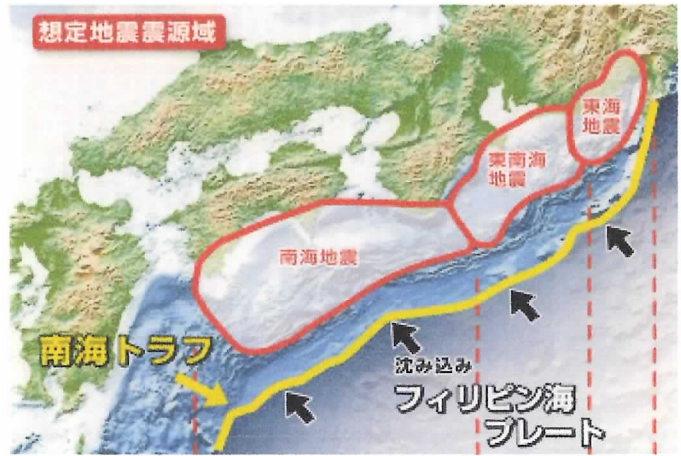 想定地震震源域
東海
地震
東南海
地震
南海地震
南海トラフ
沈み込み
フィリピン海
プレート